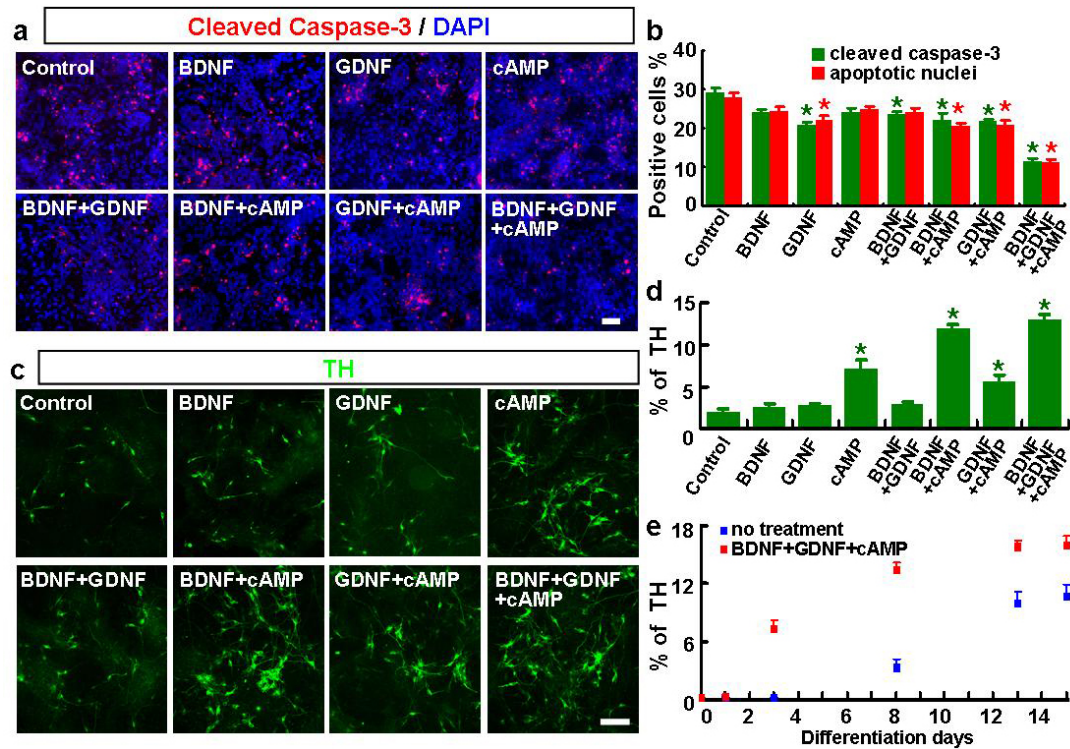 a
Cleaved Caspase-3 / DAPI
Control
BDNF
GDNF
cAMP
BDNF+GDNF
BDNF+cAMP
GDNF+cAMP
BDNF+GDNF
+cAMP
b
cleaved caspase-3
apoptotic nuclei
Positive cells %
40
30
20
10
0
* * * * * * * * *
Control
BDNF
GDNF
cAMP
BDNF
+GDNF
BDNF
+cAMP
GDNF
+cAMP
BDNF
+GDNF
+cAMP
c
TH
Control
BDNF
GDNF
cAMP
BDNF+GDNF
BDNF+cAMP
GDNF+cAMP
BDNF+GDNF
+cAMP
d
% of TH
15
10
5
0
* * * *
Control
BDNF
GDNF
cAMP
BDNF
+GDNF
BDNF
+cAMP
GDNF
+cAMP
BDNF
+GDNF
+cAMP
e
no treatment
BDNF+GDNF+cAMP
% of TH
18
12
6
0
0 2 4 6 8 10 12 14
Differentiation days